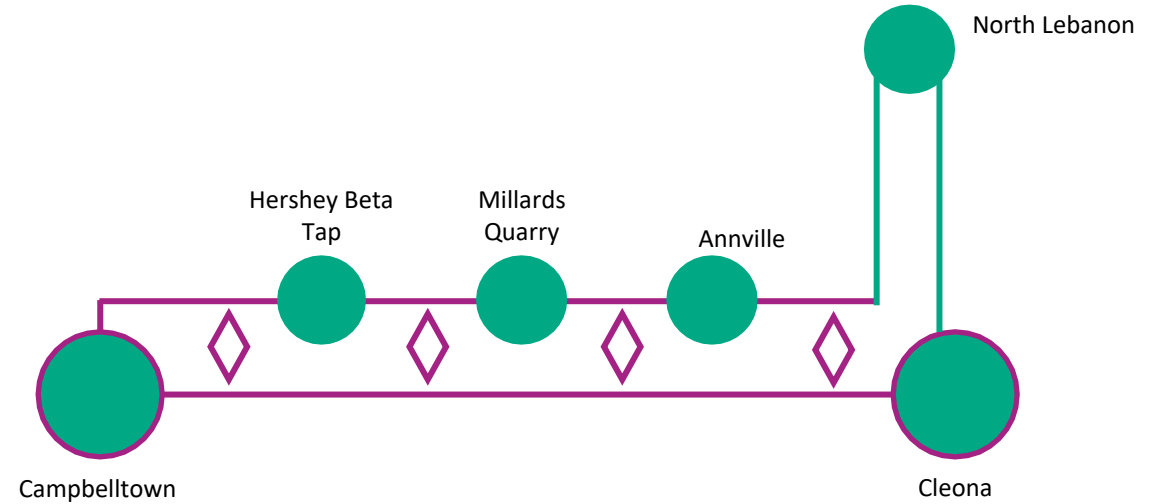 North Lebanon
Hershey Beta
Tap
Millards
Quarry
Annville
Campbelltown
Cleona